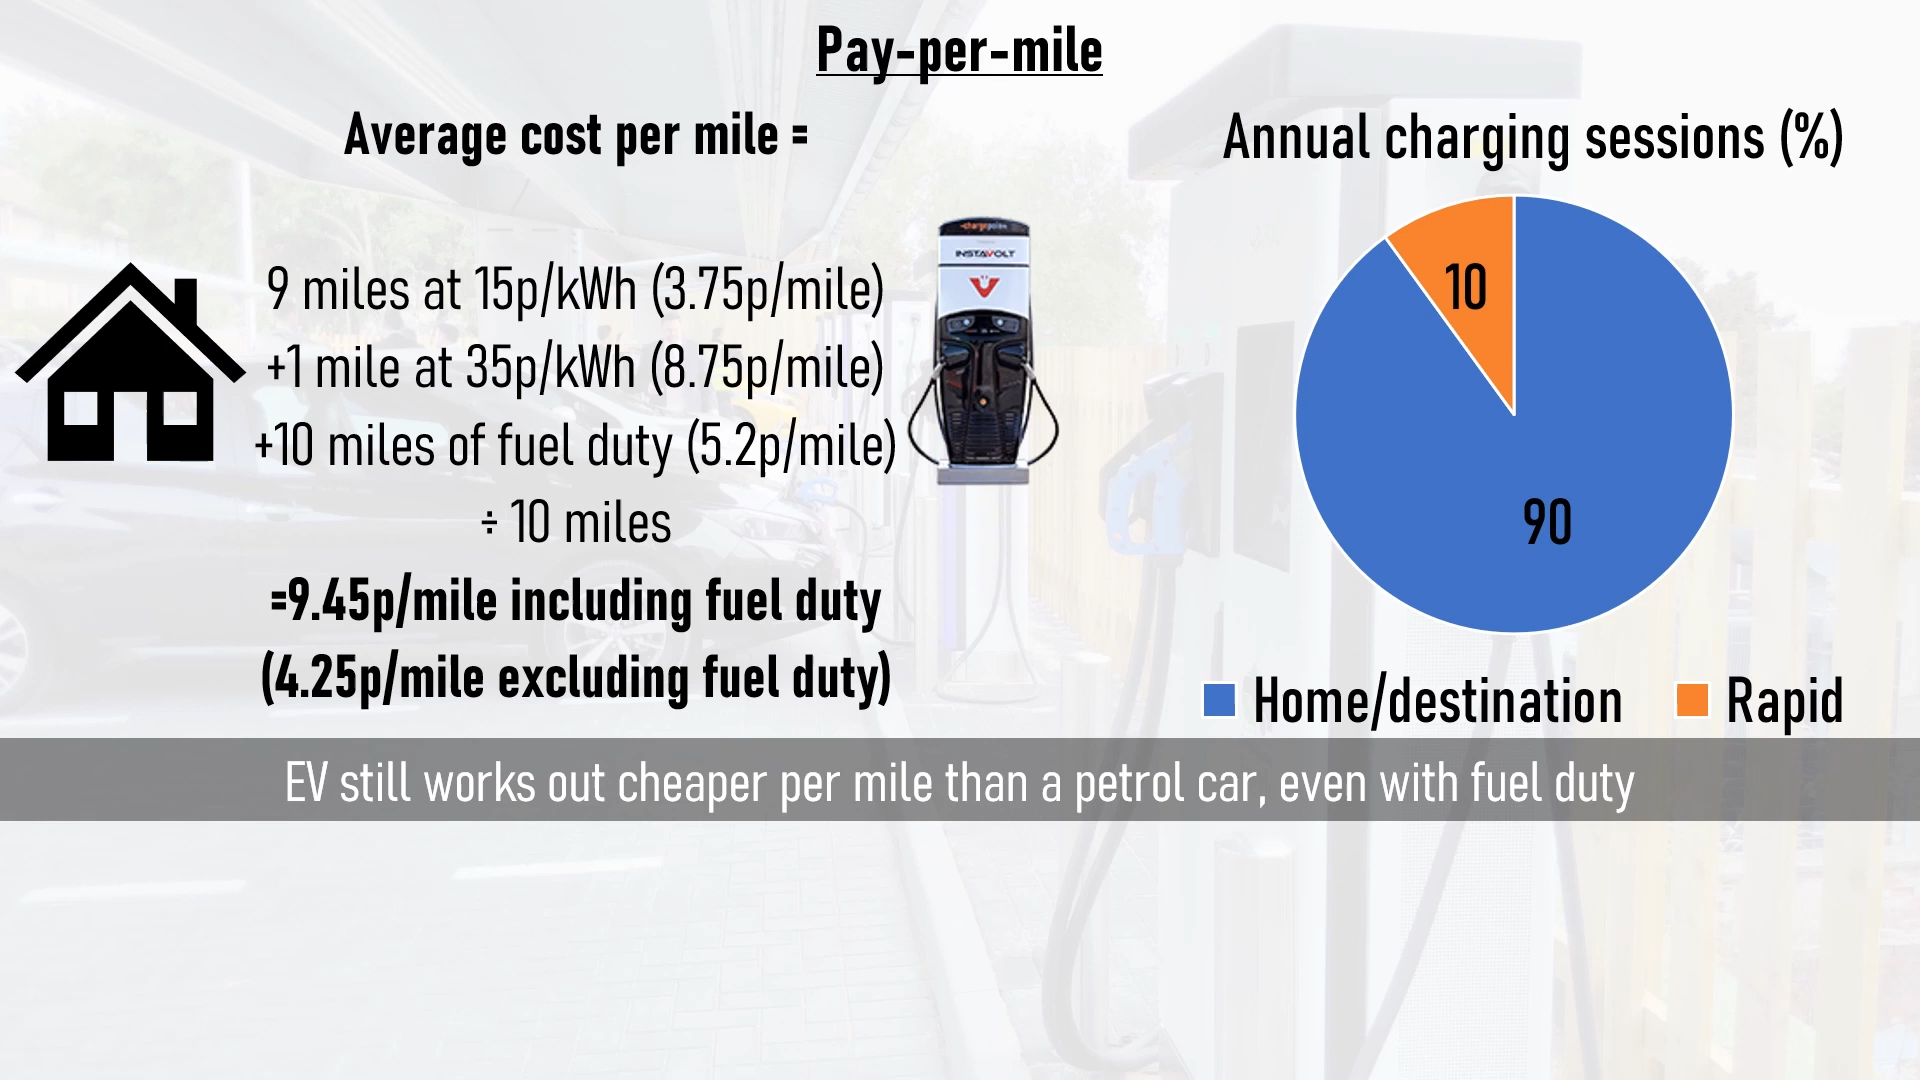 Pay-per-mile
Average cost per mile =
9 miles at 15p/kWh (3.75p/mile)
+1 mile at 35p/kWh (8.75p/mile)
+10 miles of fuel duty (5.2p/mile)
÷ 10 miles
=9.45p/mile including fuel duty
(4.25p/mile excluding fuel duty)
-chargepoint+
INSTAVOLT
Annual charging sessions (%)
10
90
Home/destination
Rapid
EV still works out cheaper per mile than a petrol car, even with fuel duty